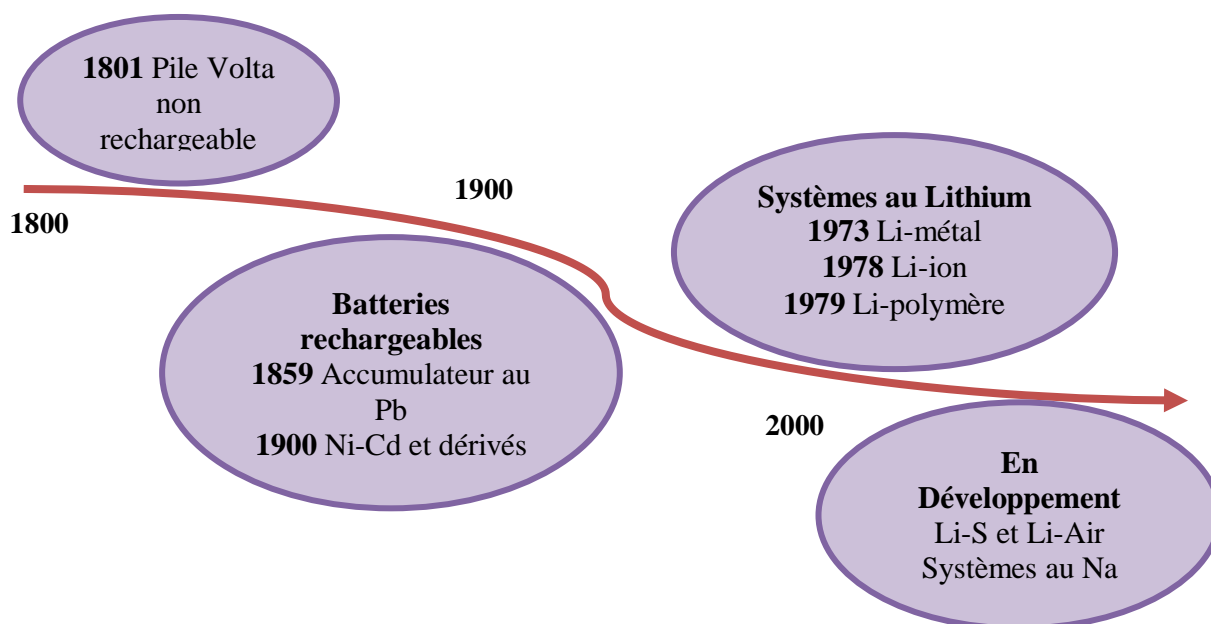 1801 Pile Volta
non
rechargeable
1800
1900
Batteries
rechargeables
1859 Accumulateur au
Pb
1900 Ni-Cd et dérivés
Systèmes au Lithium
1973 Li-métal
1978 Li-ion
1979 Li-polymère
2000
En
Développement
Li-S et Li-Air
Systèmes au Na